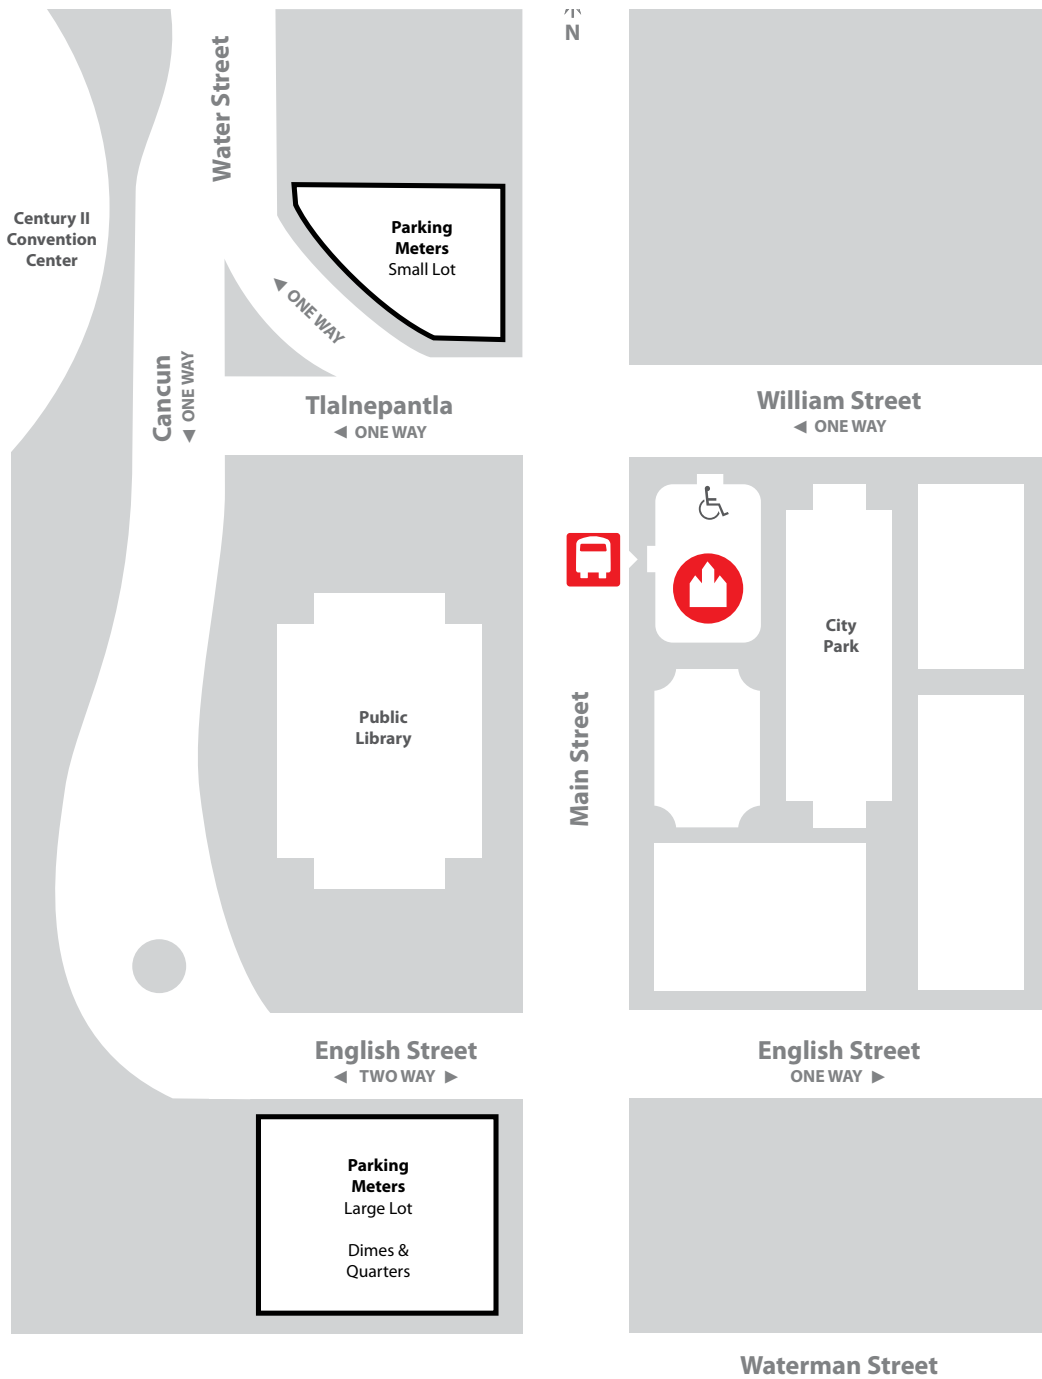 N
Water Street
Century II
Convention
Center
Parking
Meters
Small Lot
ONE WAY
Cancun
ONE WAY
Tlalnepantla
ONE WAY
William Street
ONE WAY
City
Park
Public
Library
Main Street
English Street
TWO WAY
English Street
ONE WAY
Parking
Meters
Large Lot
Dimes &
Quarters
Waterman Street